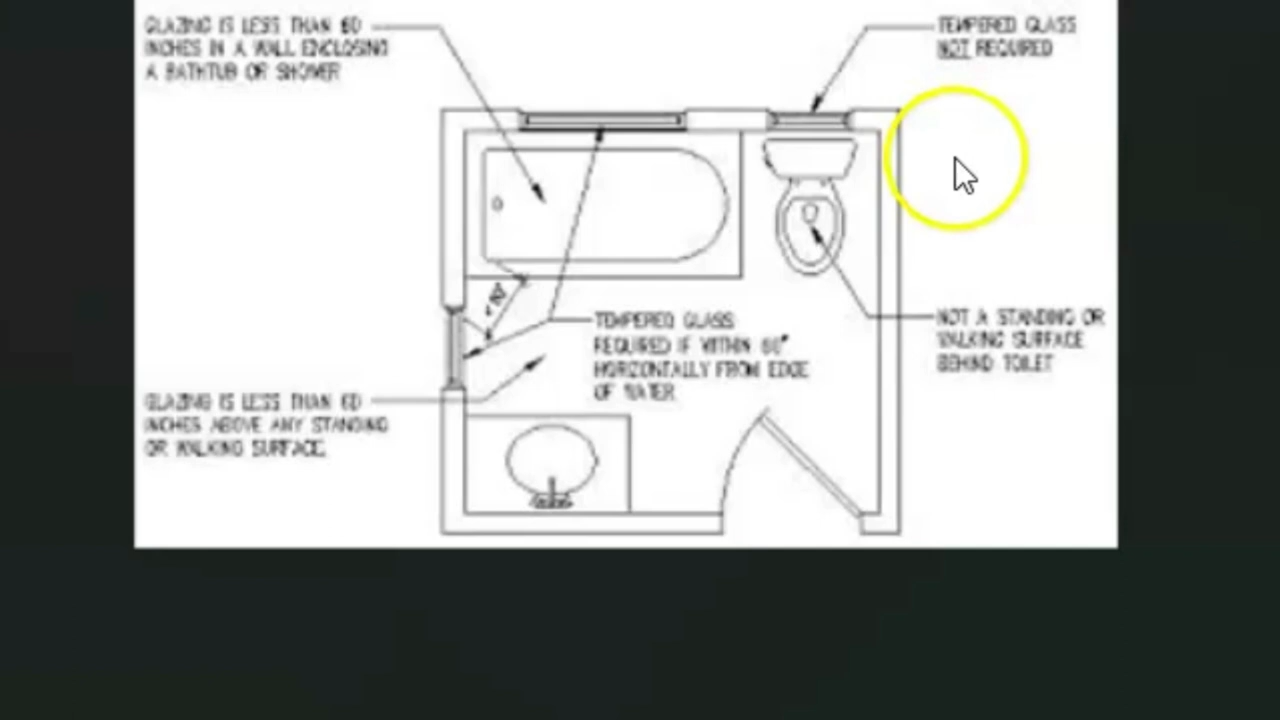 GLAZING IS LESS THAN 60
INCHES IN A WALL ENCLOSING
A BATHTUB OR SHOWER
TEMPERED GLASS
NOT REQUIRED
< 60"
TEMPERED GLASS
REQUIRED IF WITHIN 60"
HORIZONTALLY FROM EDGE
OF WATER
NOT A STANDING OR
WALKING SURFACE
BEHIND TOILET
GLAZING IS LESS THAN 60
INCHES ABOVE ANY STANDING
OR WALKING SURFACE.